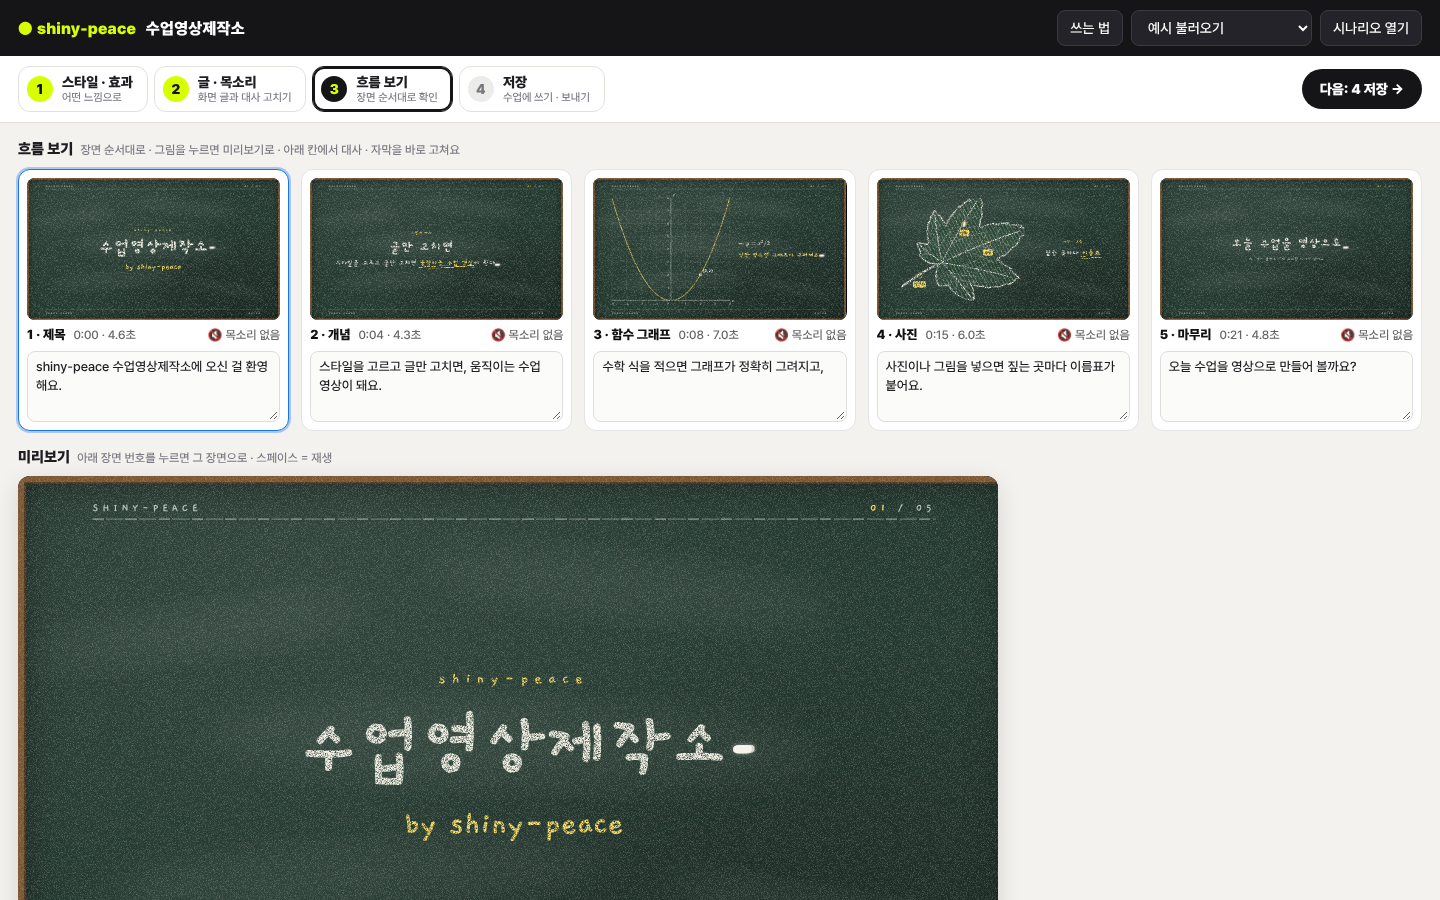 shiny-peace 수업영상제작소
쓰는 법
예시 불러오기
시나리오 열기
1 스타일 · 효과
어떤 느낌으로
2 글 · 목소리
화면 글과 대사 고치기
3 흐름 보기
장면 순서대로 확인
4 저장
수업에 쓰기 · 보내기
다음: 4 저장 →
흐름 보기 장면 순서대로 · 그림을 누르면 미리보기로 · 아래 칸에서 대사 · 자막을 바로 고쳐요
수업영상제작소
by shiny-peace
글만 고치면
오늘 수업을 영상으로
1 · 제목 0:00 · 4.6초 목소리 없음
2 · 개념 0:04 · 4.3초 목소리 없음
3 · 함수 그래프 0:08 · 7.0초 목소리 없음
4 · 사진 0:15 · 6.0초 목소리 없음
5 · 마무리 0:21 · 4.8초 목소리 없음
shiny-peace 수업영상제작소에 오신 걸 환영
해요.
스타일을 고르고 글만 고치면, 움직이는 수업
영상이 돼요.
수학 식을 적으면 그래프가 정확히 그려지고,
사진이나 그림을 넣으면 짚는 곳마다 이름표가
붙어요.
오늘 수업을 영상으로 만들어 볼까요?
미리보기 아래 장면 번호를 누르면 그 장면으로 · 스페이스 = 재생
SHINY-PEACE
01 / 05
shiny-peace
수업영상제작소
by shiny-peace